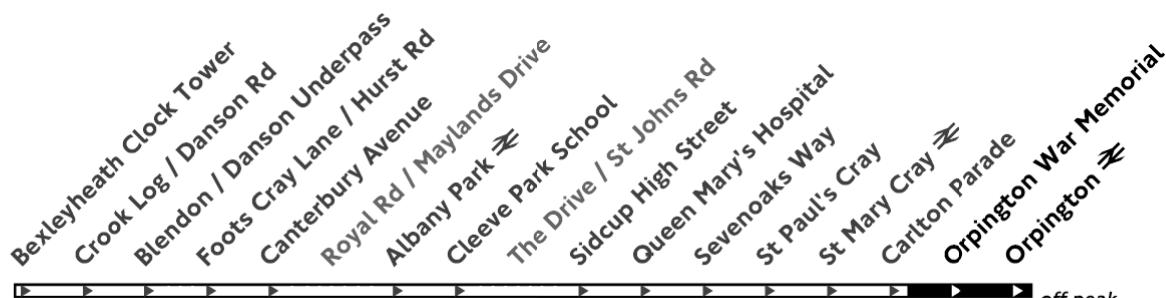 Bexleyheath Clock Tower
Crook Log / Danson Rd
Blendon / Danson Underpass
Foots Cray Lane / Hurst Rd
Canterbury Avenue
Royal Rd / Maylands Drive
Albany Park
Cleeve Park School
The Drive / St Johns Rd
Sidcup High Street
Queen Mary's Hospital
Sevenoaks Way
St Paul's Cray
St Mary Cray
Carlton Parade
Orpington War Memorial
Orpington
off-peak